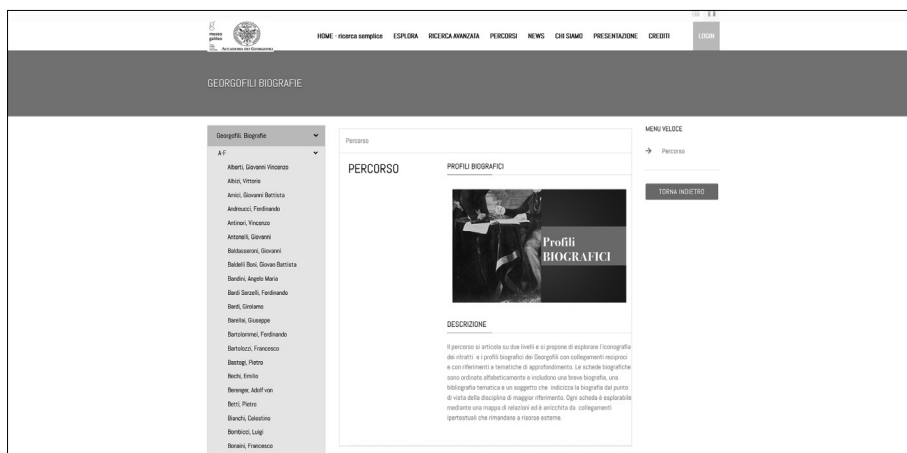 museo
galileo
ACCADEMIA DEI GEORGOFILI
HOME - ricerca semplice ESPLORA RICERCA AVANZATA PERCORSI NEWS CHI SIAMO PRESENTAZIONE CREDITI LOGIN
GEORGOFILI BIOGRAFIE
Georgofili. Biografie
A-F
Alberti, Giovanni Vincenzo
Albizi, Vittorio
Amici, Giovanni Battista
Andreucci, Ferdinando
Antinori, Vincenzo
Antonelli, Giovanni
Baldasseroni, Giovanni
Baldelli Boni, Giovan Battista
Bandini, Angelo Maria
Bardi Serzelli, Ferdinando
Bardi, Girolamo
Barellai, Giuseppe
Bartolommei, Ferdinando
Bartolozzi, Francesco
Bastogi, Pietro
Bechi, Emilio
Berenger, Adolf von
Betti, Pietro
Bianchi, Celestino
Bombicci, Luigi
Bonaini, Francesco
Percorso
PERCORSO
PROFILI BIOGRAFICI
Profili
BIOGRAFICI
DESCRIZIONE
Il percorso si articola su due livelli e si propone di esplorare l'iconografia
dei ritratti e i profili biografici dei Georgofili con collegamenti reciproci
e con riferimenti a tematiche di approfondimento. Le schede biografiche
sono ordinate alfabeticamente e includono una breve biografia, una
bibliografia tematica e un soggetto che indicizza la biografia dal punto
di vista della disciplina di maggior riferimento. Ogni scheda è esplorabile
mediante una mappa di relazioni ed è arricchita da collegamenti
ipertestuali che rimandano a risorse esterne.
MENU VELOCE
→ Percorso
TORNA INDIETRO